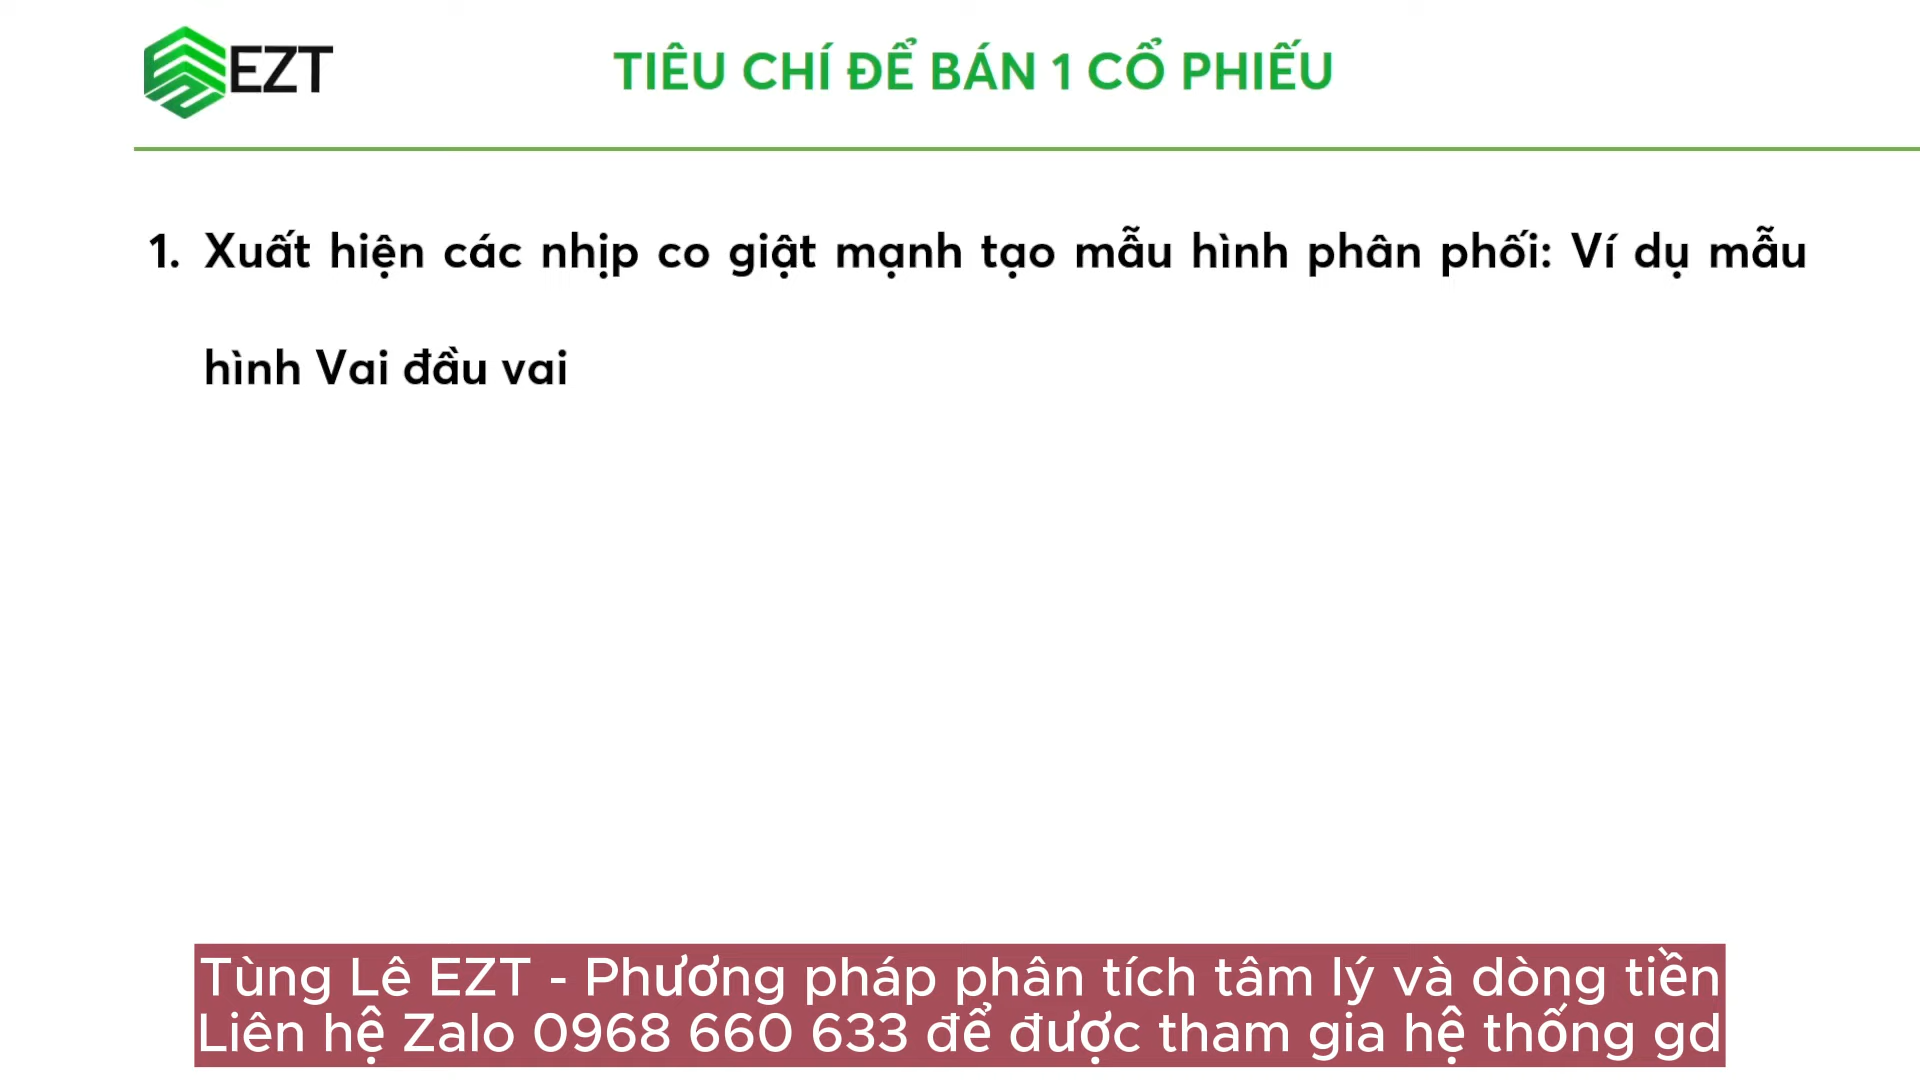 EZT
TIÊU CHÍ ĐỂ BÁN 1 CỔ PHIẾU
1. Xuất hiện các nhịp co giật mạnh tạo mẫu hình phân phối: Ví dụ mẫu
hình Vai đầu vai
Tùng Lê EZT - Phương pháp phân tích tâm lý và dòng tiền
Liên hệ Zalo 0968 660 633 để được tham gia hệ thống gd